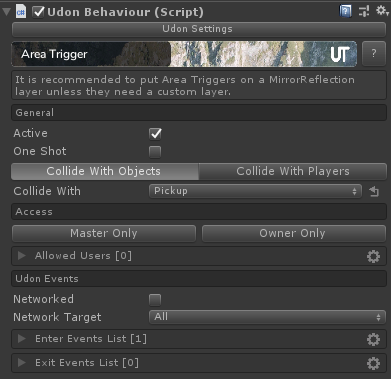 Udon Behaviour (Script)
Udon Settings
Area Trigger
UT
?
It is recommended to put Area Triggers on a MirrorReflection
layer unless they need a custom layer.
General
Active
One Shot
Collide With Objects
Collide With Players
Collide With
Pickup
Access
Master Only
Owner Only
Allowed Users [0]
Udon Events
Networked
Network Target
All
Enter Events List [1]
Exit Events List [0]